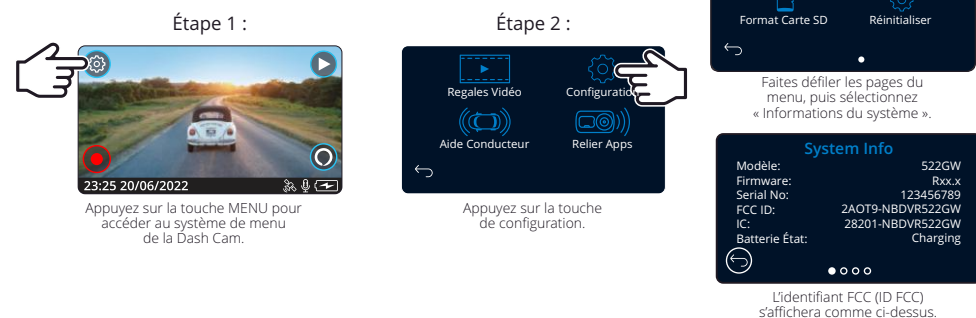 Étape 1 :
23:25 20/06/2022
Appuyez sur la touche MENU pour
accéder au système de menu
de la Dash Cam.
Étape 2 :
Regales Vidéo
Configuration
Aide Conducteur
Relier Apps
Appuyez sur la touche
de configuration.
Format Carte SD
Réinitialiser
Faites défiler les pages du
menu, puis sélectionnez
« Informations du système ».
System Info
Modèle: 522GW
Firmware: Rxx.x
Serial No: 123456789
FCC ID: 2AOT9-NBDVR522GW
IC: 28201-NBDVR522GW
Batterie État: Charging
L'identifiant FCC (ID FCC)
s'affichera comme ci-dessus.